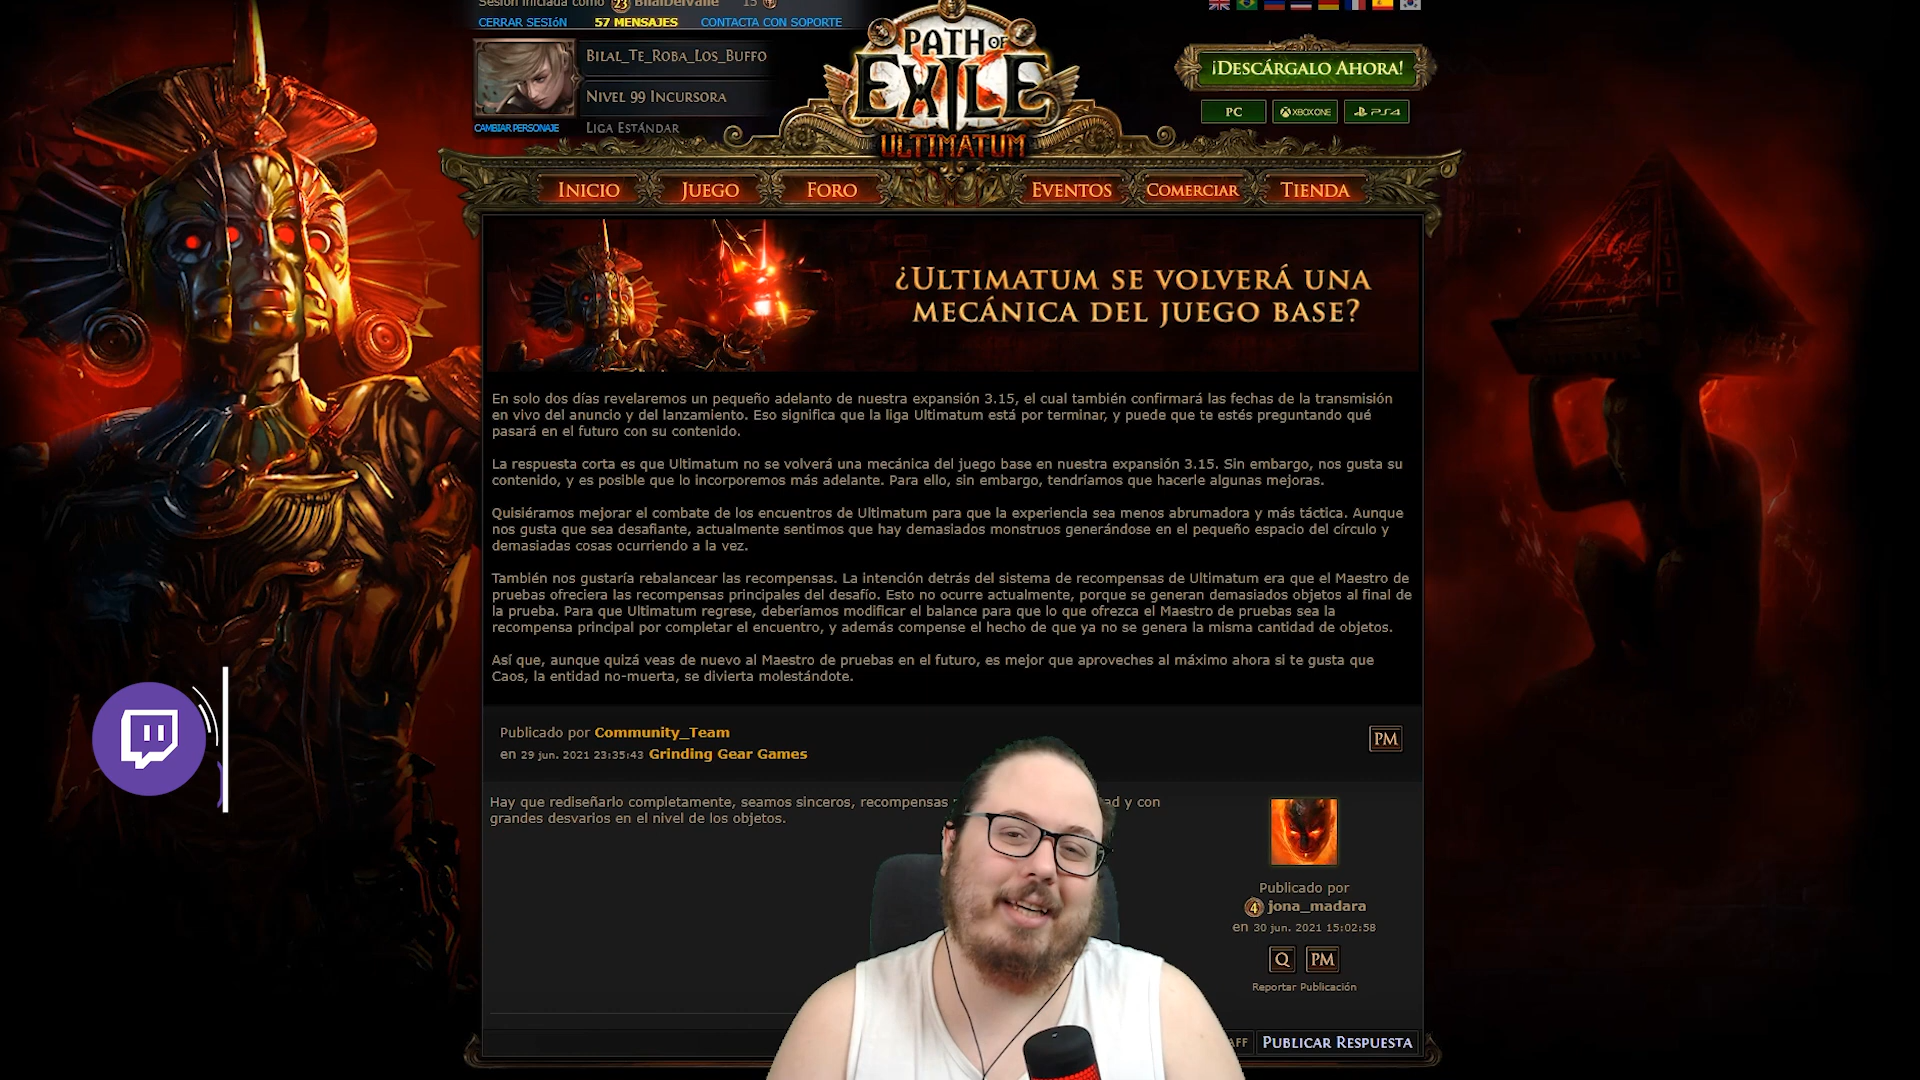 Sesión iniciada como 23 BilalDelvalle 15
CERRAR SESIÓN 57 MENSAJES CONTACTA CON SOPORTE
BILAL_TE_ROBA_LOS_BUFFO
NIVEL 99 INCURSORA
CAMBIAR PERSONAJE LIGA ESTÁNDAR
PATH OF
EXILE
ULTIMATUM
¡DESCÁRGALO AHORA!
PC XBOX ONE PS4
INICIO JUEGO FORO EVENTOS COMERCIAR TIENDA
¿ULTIMATUM SE VOLVERÁ UNA
MECÁNICA DEL JUEGO BASE?
En solo dos días revelaremos un pequeño adelanto de nuestra expansión 3.15, el cual también confirmará las fechas de la transmisión
en vivo del anuncio y del lanzamiento. Eso significa que la liga Ultimatum está por terminar, y puede que te estés preguntando qué
pasará en el futuro con su contenido.
La respuesta corta es que Ultimatum no se volverá una mecánica del juego base en nuestra expansión 3.15. Sin embargo, nos gusta su
contenido, y es posible que lo incorporemos más adelante. Para ello, sin embargo, tendríamos que hacerle algunas mejoras.
Quisiéramos mejorar el combate de los encuentros de Ultimatum para que la experiencia sea menos abrumadora y más táctica. Aunque
nos gusta que sea desafiante, actualmente sentimos que hay demasiados monstruos generándose en el pequeño espacio del círculo y
demasiadas cosas ocurriendo a la vez.
También nos gustaría rebalancear las recompensas. La intención detrás del sistema de recompensas de Ultimatum era que el Maestro de
pruebas ofreciera las recompensas principales del desafío. Esto no ocurre actualmente, porque se generan demasiados objetos al final de
la prueba. Para que Ultimatum regrese, deberíamos modificar el balance para que lo que ofrezca el Maestro de pruebas sea la
recompensa principal por completar el encuentro, y además compense el hecho de que ya no se genera la misma cantidad de objetos.
Así que, aunque quizá veas de nuevo al Maestro de pruebas en el futuro, es mejor que aproveches al máximo ahora si te gusta que
Caos, la entidad no-muerta, se divierta molestándote.
Publicado por Community_Team
en 29 jun. 2021 23:35:43 Grinding Gear Games
PM
Hay que rediseñarlo completamente, seamos sinceros, recompensas y con
grandes desvarios en el nivel de los objetos.
Publicado por
4 jona_madara
en 30 jun. 2021 15:02:58
Q PM
Reportar Publicación
PUBLICAR RESPUESTA